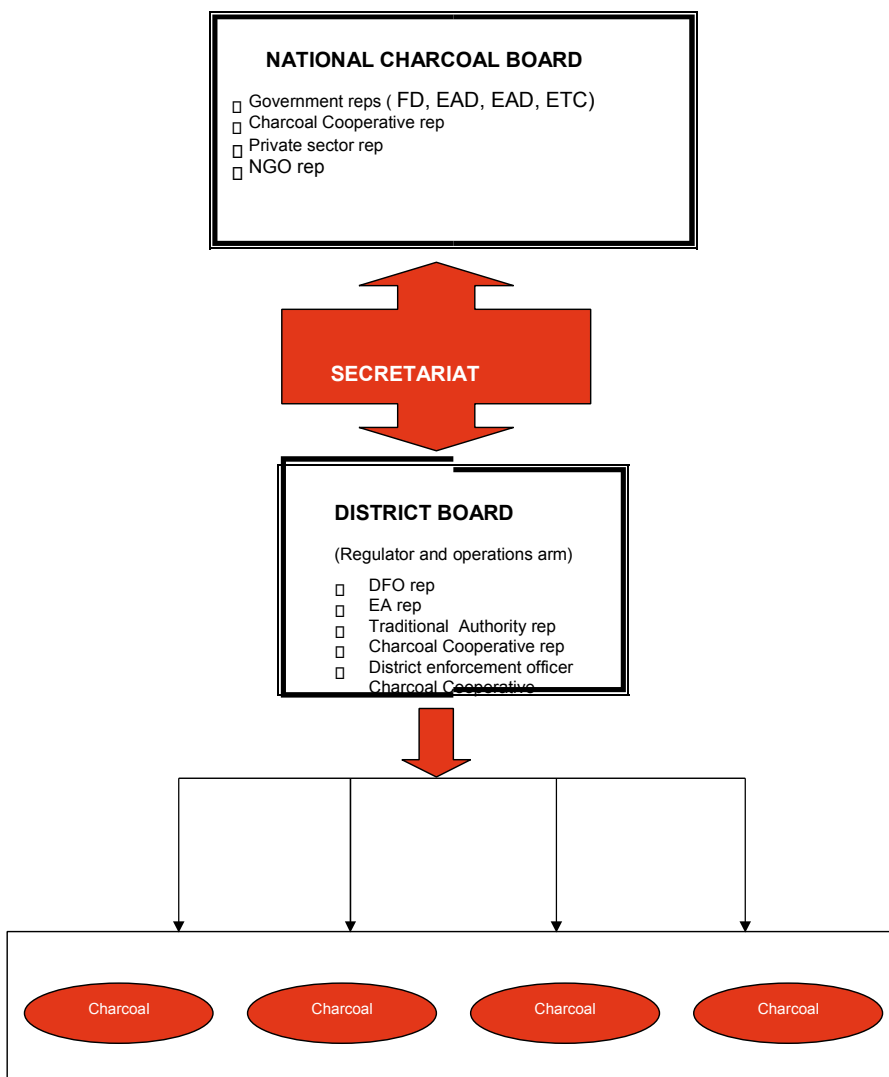 NATIONAL CHARCOAL BOARD
Government reps ( FD, EAD, EAD, ETC)
Charcoal Cooperative rep
Private sector rep
NGO rep
SECRETARIAT
DISTRICT BOARD
(Regulator and operations arm)
DFO rep
EA rep
Traditional Authority rep
Charcoal Cooperative rep
District enforcement officer
Charcoal Cooperative
Charcoal
Charcoal
Charcoal
Charcoal